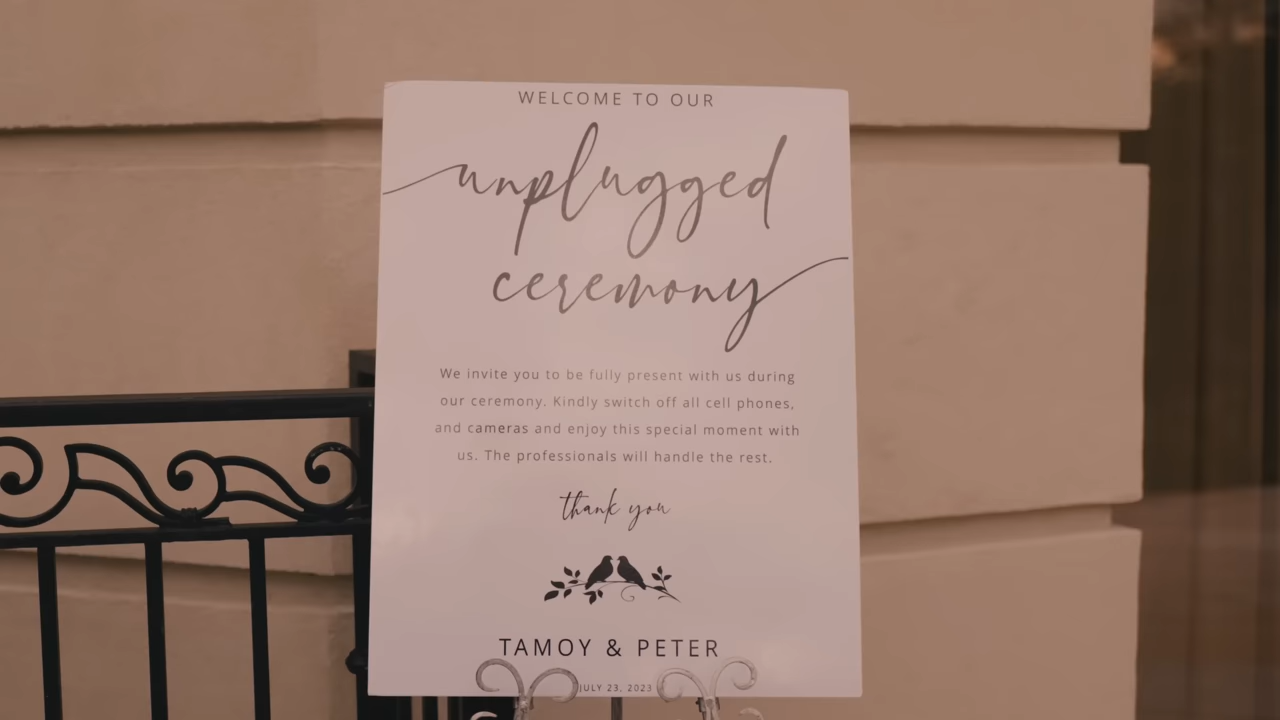 WELCOME TO OUR
unplugged
ceremony
We invite you to be fully present with us during
our ceremony. Kindly switch off all cell phones,
and cameras and enjoy this special moment with
us. The professionals will handle the rest.
thank you
TAMOY & PETER
JULY 23, 2023